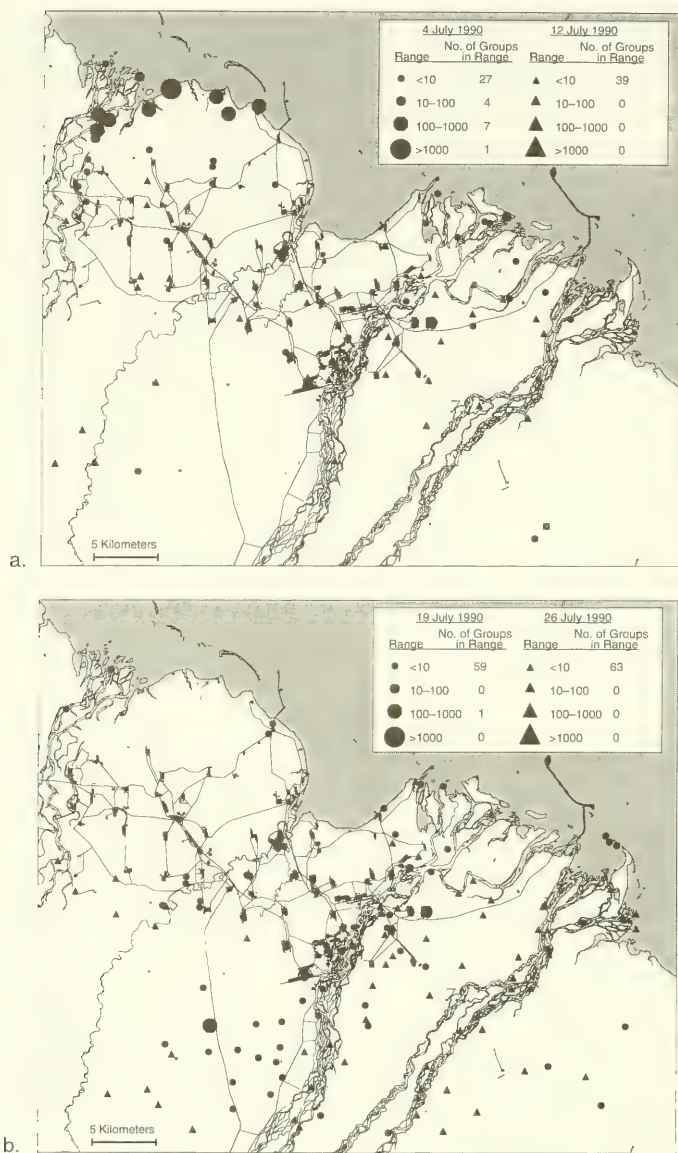 4 July 1990 12 July 1990
No. of Groups No. of Groups
Range in Range Range in Range
<10 27 <10 39
10–100 4 10–100 0
100–1000 7 100–1000 0
>1000 1 >1000 0
5 Kilometers
a.
19 July 1990 26 July 1990
No. of Groups No. of Groups
Range in Range Range in Range
<10 59 <10 63
10–100 0 10–100 0
100–1000 1 100–1000 0
>1000 0 >1000 0
5 Kilometers
b.